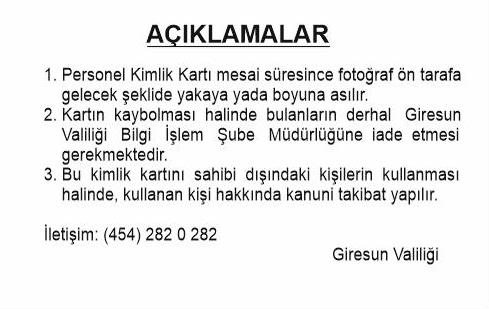 AÇIKLAMALAR
1. Personel Kimlik Kartı mesai süresince fotoğraf ön tarafa
gelecek şeklide yakaya yada boyuna asılır.
2. Kartın kaybolması halinde bulanların derhal Giresun
Valiliği Bilgi İşlem Şube Müdürlüğüne iade etmesi
gerekmektedir.
3. Bu kimlik kartını sahibi dışındaki kişilerin kullanması
halinde, kullanan kişi hakkında kanuni takibat yapılır.
İletişim: (454) 282 0 282
Giresun Valiliği